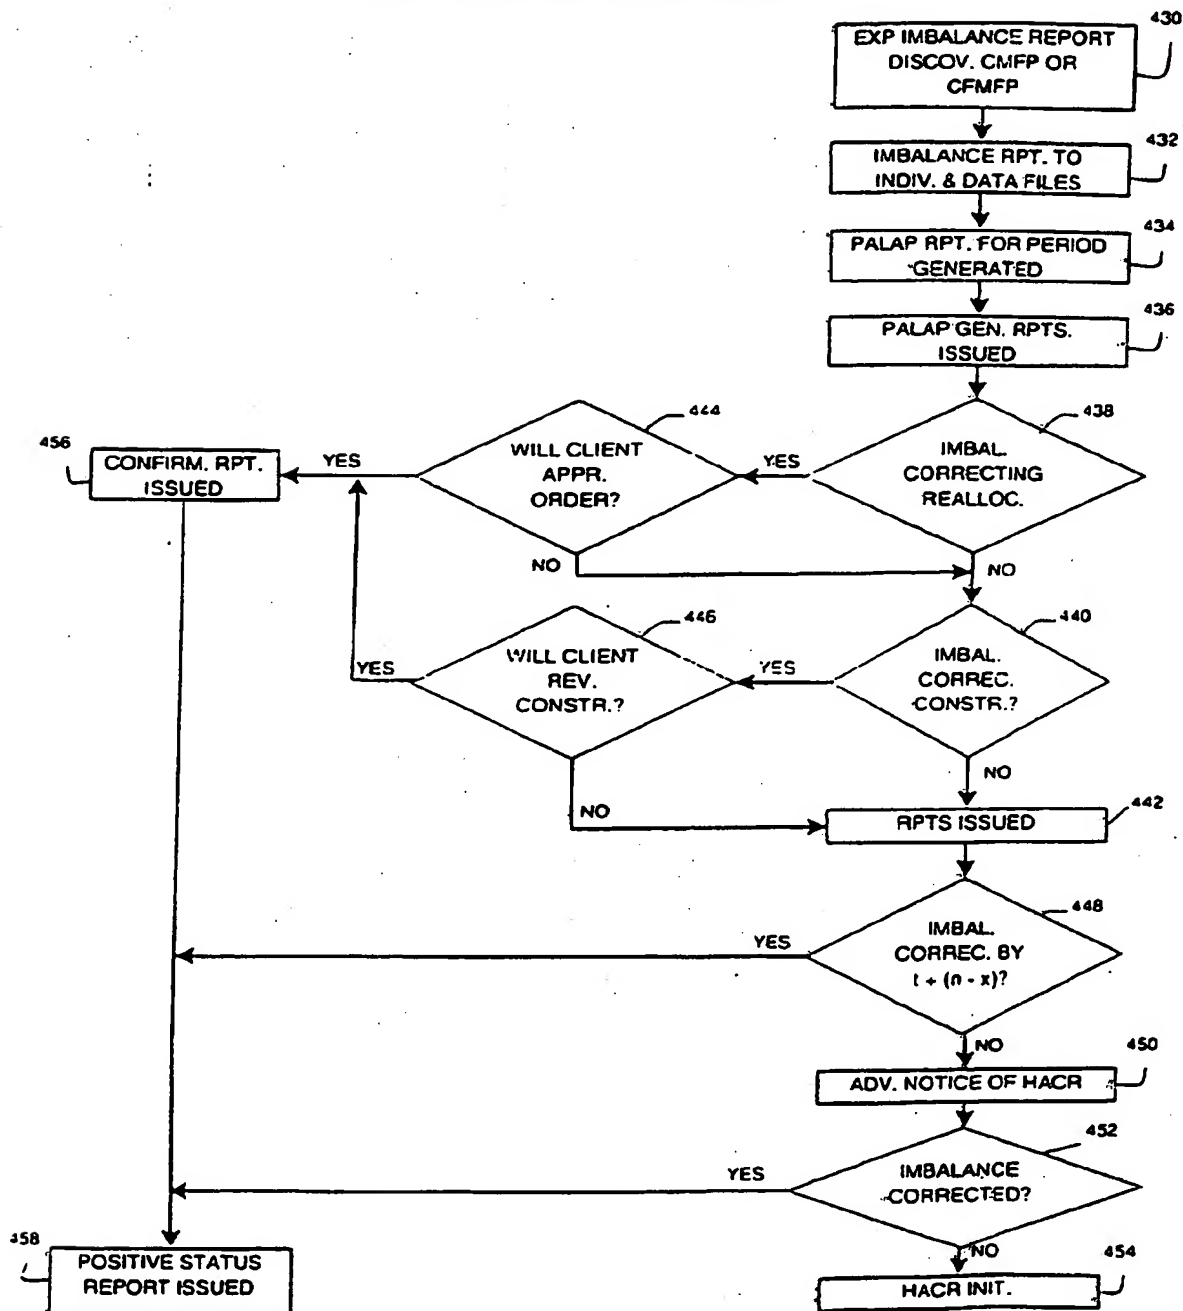 430
EXP IMBALANCE REPORT
DISCOV. CMFP OR
CFMFP
432
IMBALANCE RPT. TO
INDIV. & DATA FILES
434
PALAP RPT. FOR PERIOD
GENERATED
436
PALAP GEN. RPTS.
ISSUED
438
IMBAL.
CORRECTING
REALLOC.
YES
444
WILL CLIENT
APPR.
ORDER?
YES
456
CONFIRM. RPT.
ISSUED
NO
NO
440
IMBAL.
CORREC.
CONSTR.?
YES
446
WILL CLIENT
REV.
CONSTR.?
YES
NO
NO
442
RPTS ISSUED
448
IMBAL.
CORREC. BY
t + (n - x)?
YES
NO
450
ADV. NOTICE OF HACR
452
IMBALANCE
CORRECTED?
YES
NO
458
POSITIVE STATUS
REPORT ISSUED
454
HACR INIT.